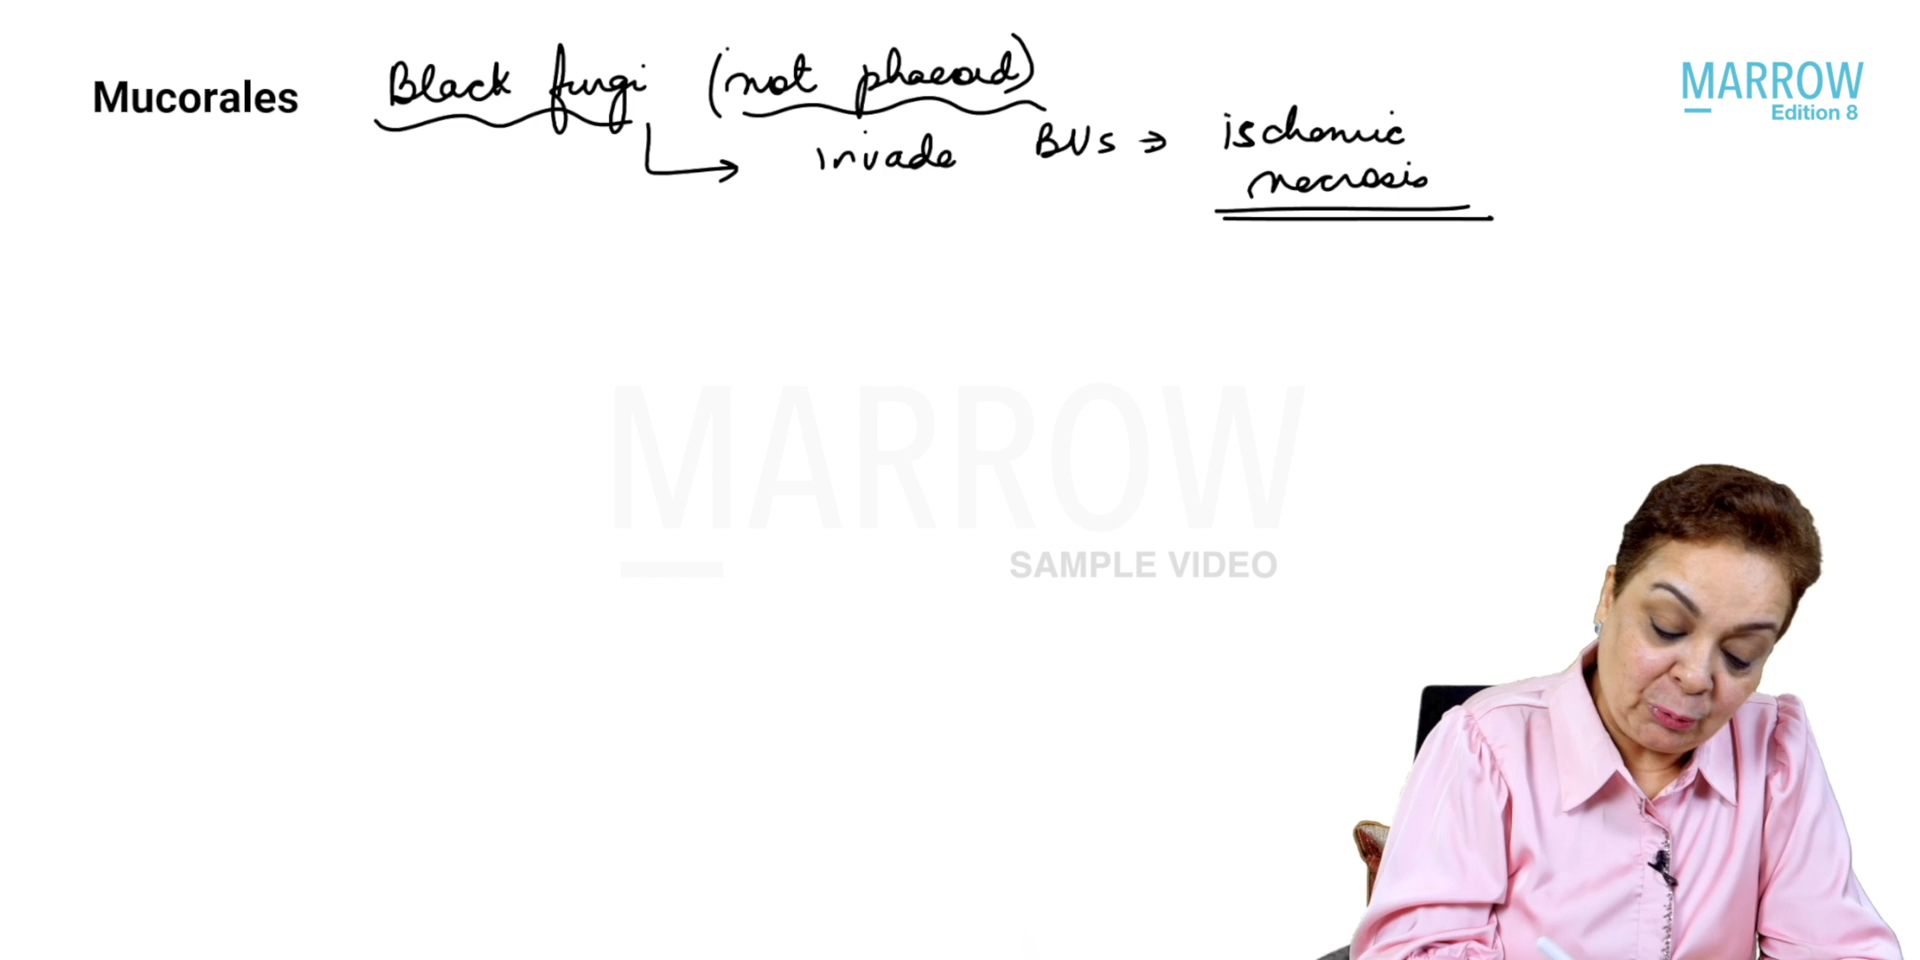 Mucorales Black fungi (not phaeoid)
invade BVs → ischemic
necrosis
MARROW
Edition 8
MARROW
SAMPLE VIDEO